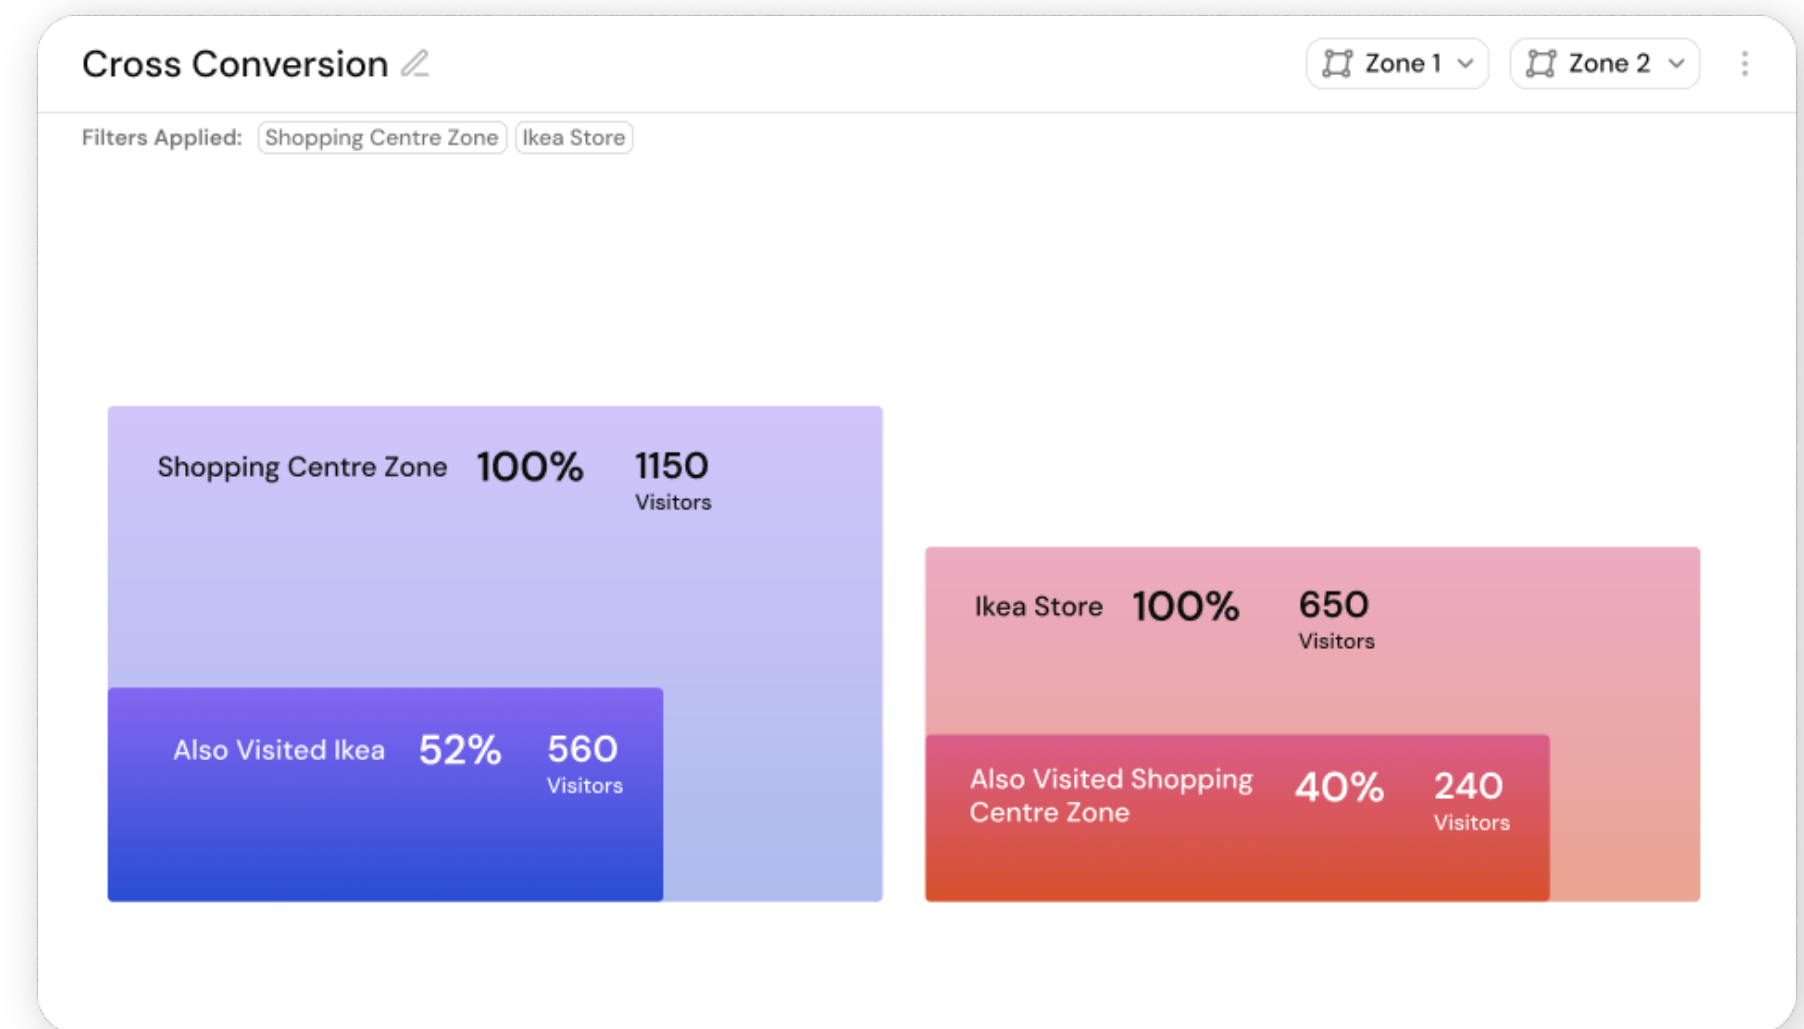 Cross Conversion
Zone 1
Zone 2
Filters Applied: Shopping Centre Zone Ikea Store
Shopping Centre Zone 100% 1150
Visitors
Also Visited Ikea 52% 560
Visitors
Ikea Store 100% 650
Visitors
Also Visited Shopping
Centre Zone
40% 240
Visitors